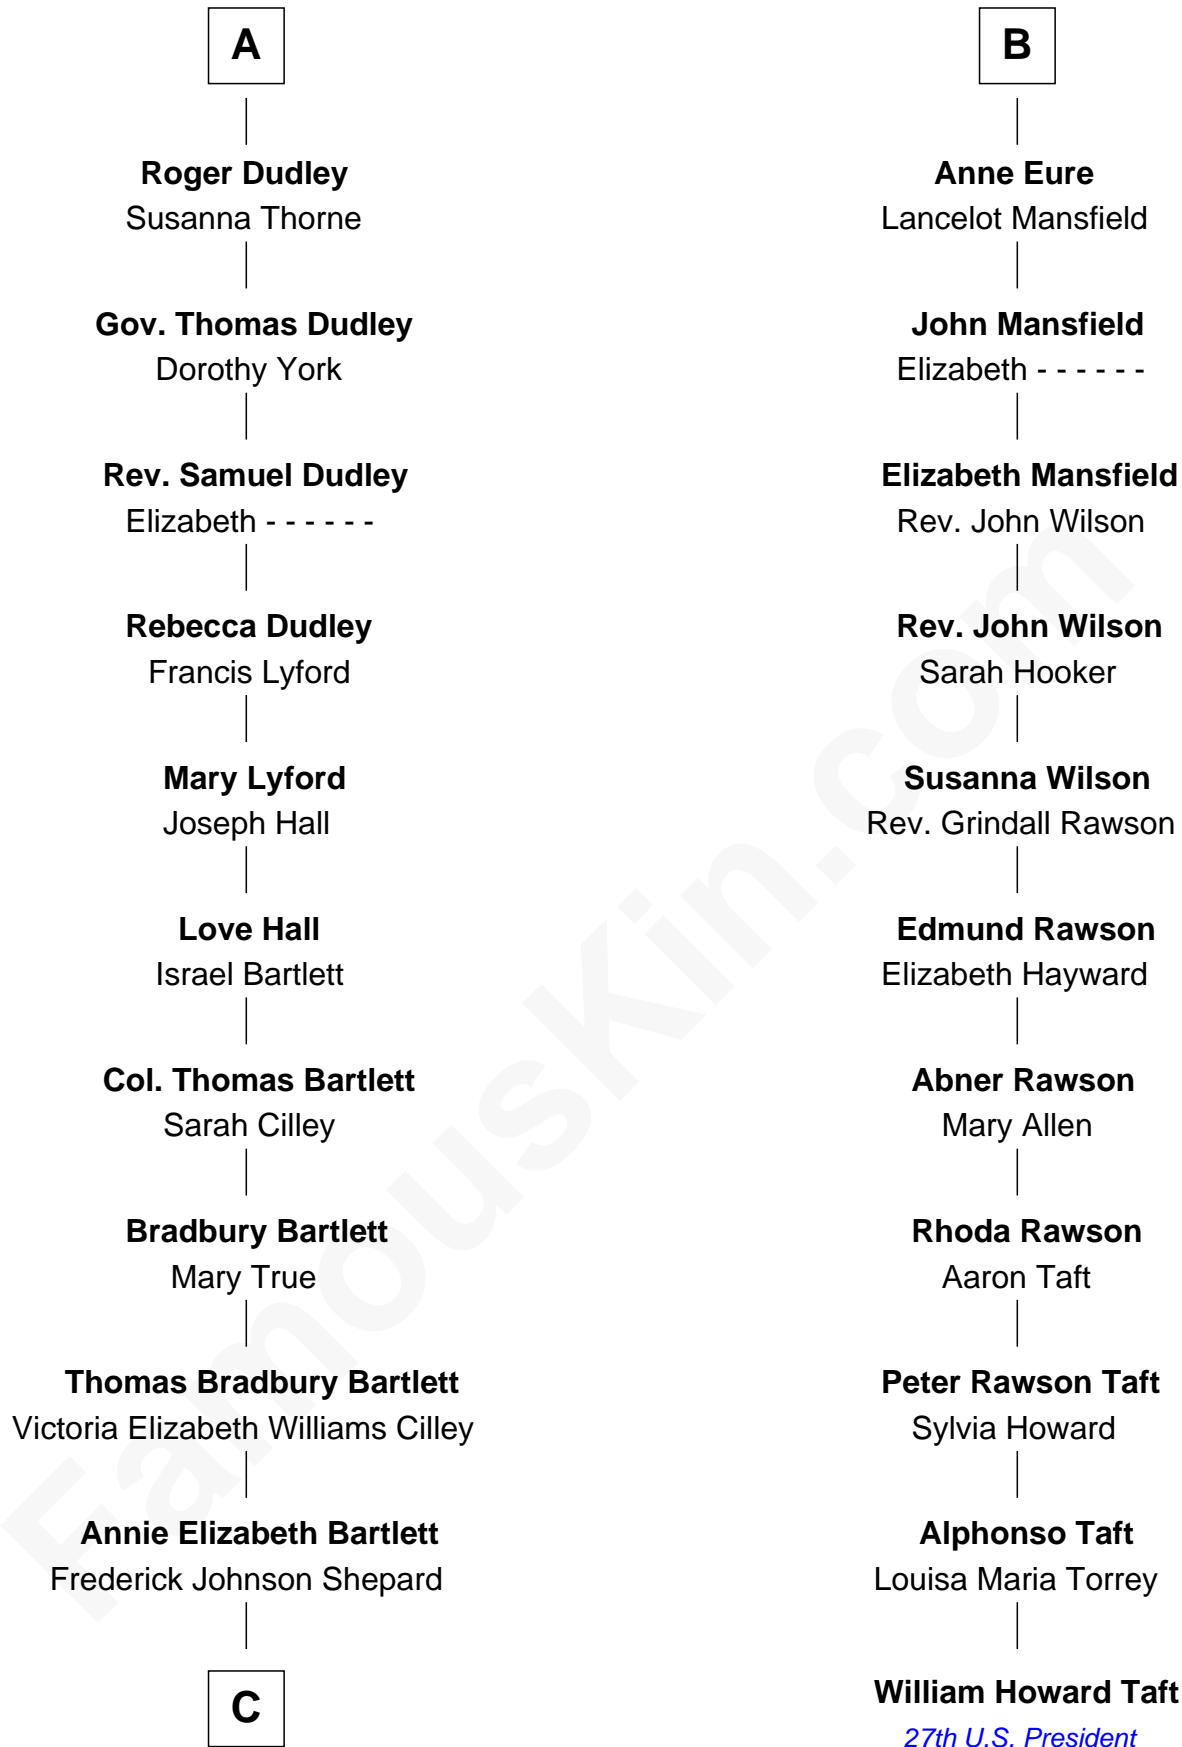 A
Roger Dudley
Susanna Thorne
Gov. Thomas Dudley
Dorothy York
Rev. Samuel Dudley
Elizabeth - - - - - -
Rebecca Dudley
Francis Lyford
Mary Lyford
Joseph Hall
Love Hall
Israel Bartlett
Col. Thomas Bartlett
Sarah Cilley
Bradbury Bartlett
Mary True
Thomas Bradbury Bartlett
Victoria Elizabeth Williams Cilley
Annie Elizabeth Bartlett
Frederick Johnson Shepard
C
B
Anne Eure
Lancelot Mansfield
John Mansfield
Elizabeth - - - - - -
Elizabeth Mansfield
Rev. John Wilson
Rev. John Wilson
Sarah Hooker
Susanna Wilson
Rev. Grindall Rawson
Edmund Rawson
Elizabeth Hayward
Abner Rawson
Mary Allen
Rhoda Rawson
Aaron Taft
Peter Rawson Taft
Sylvia Howard
Alphonso Taft
Louisa Maria Torrey
William Howard Taft
27th U.S. President
FamousKin.com